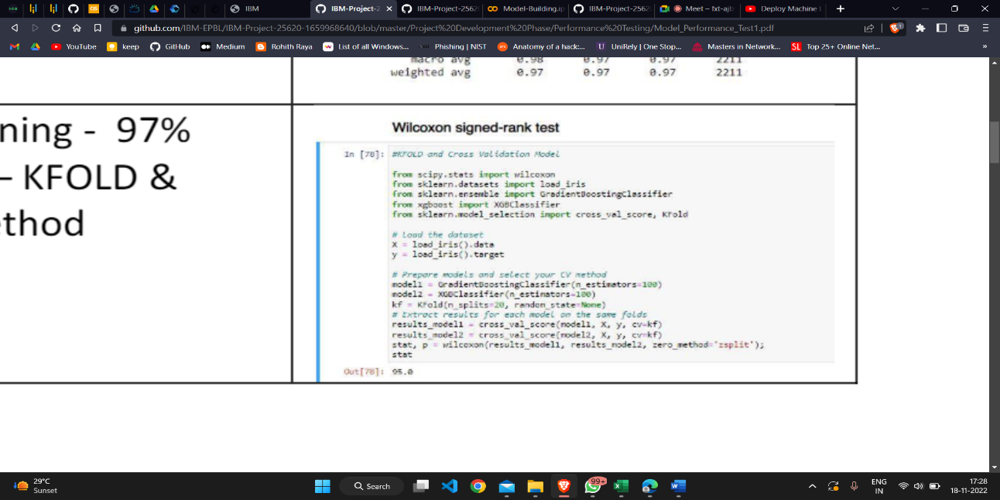 IBM
IBM-Project-2
IBM-Project-2562
Model-Building.ip
IBM-Project-2562
Meet – fxt-ajb
Deploy Machine
github.com/IBM-EPBL/IBM-Project-25620-1659968640/blob/master/Project%20Development%20Phase/Performance%20Testing/Model_Performance_Test1.pdf
YouTube
keep
GitHub
Medium
Rohith Raya
List of all Windows...
Phishing | NIST
Anatomy of a hack:...
UniRely | One Stop...
Masters in Network...
SL Top 25+ Online Net...
macro avg 0.98 0.97 0.97 2211
weighted avg 0.97 0.97 0.97 2211
ning - 97%
– KFOLD &
ethod
Wilcoxon signed-rank test
In [78]: #KFOLD and Cross Validation Model
from scipy.stats import wilcoxon
from sklearn.datasets import load_iris
from sklearn.ensemble import GradientBoostingClassifier
from xgboost import XGBClassifier
from sklearn.model_selection import cross_val_score, KFold
# Load the dataset
X = load_iris().data
y = load_iris().target
# Prepare models and select your CV method
model1 = GradientBoostingClassifier(n_estimators=100)
model2 = XGBClassifier(n_estimators=100)
kf = KFold(n_splits=20, random_state=None)
# Extract results for each model on the same folds
results_model1 = cross_val_score(model1, X, y, cv=kf)
results_model2 = cross_val_score(model2, X, y, cv=kf)
stat, p = wilcoxon(results_model1, results_model2, zero_method='zsplit');
stat
Out[78]: 95.0
29°C
Sunset
Search
99+
ENG
IN
17:28
18-11-2022